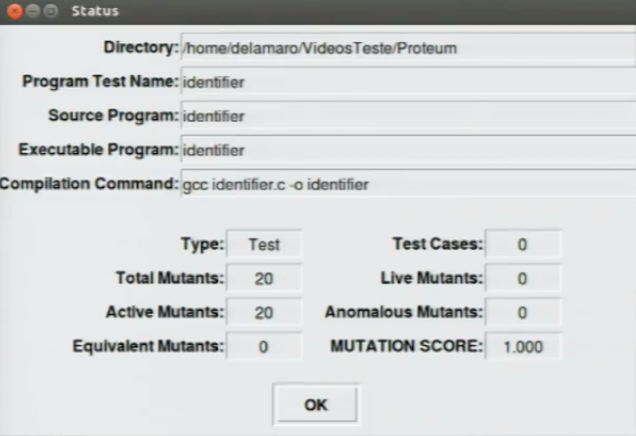 Status
Directory: /home/delamaro/VideosTeste/Proteum
Program Test Name: identifier
Source Program: identifier
Executable Program: identifier
Compilation Command: gcc identifier.c -o identifier
Type: Test Test Cases: 0
Total Mutants: 20 Live Mutants: 0
Active Mutants: 20 Anomalous Mutants: 0
Equivalent Mutants: 0 MUTATION SCORE: 1.000
OK